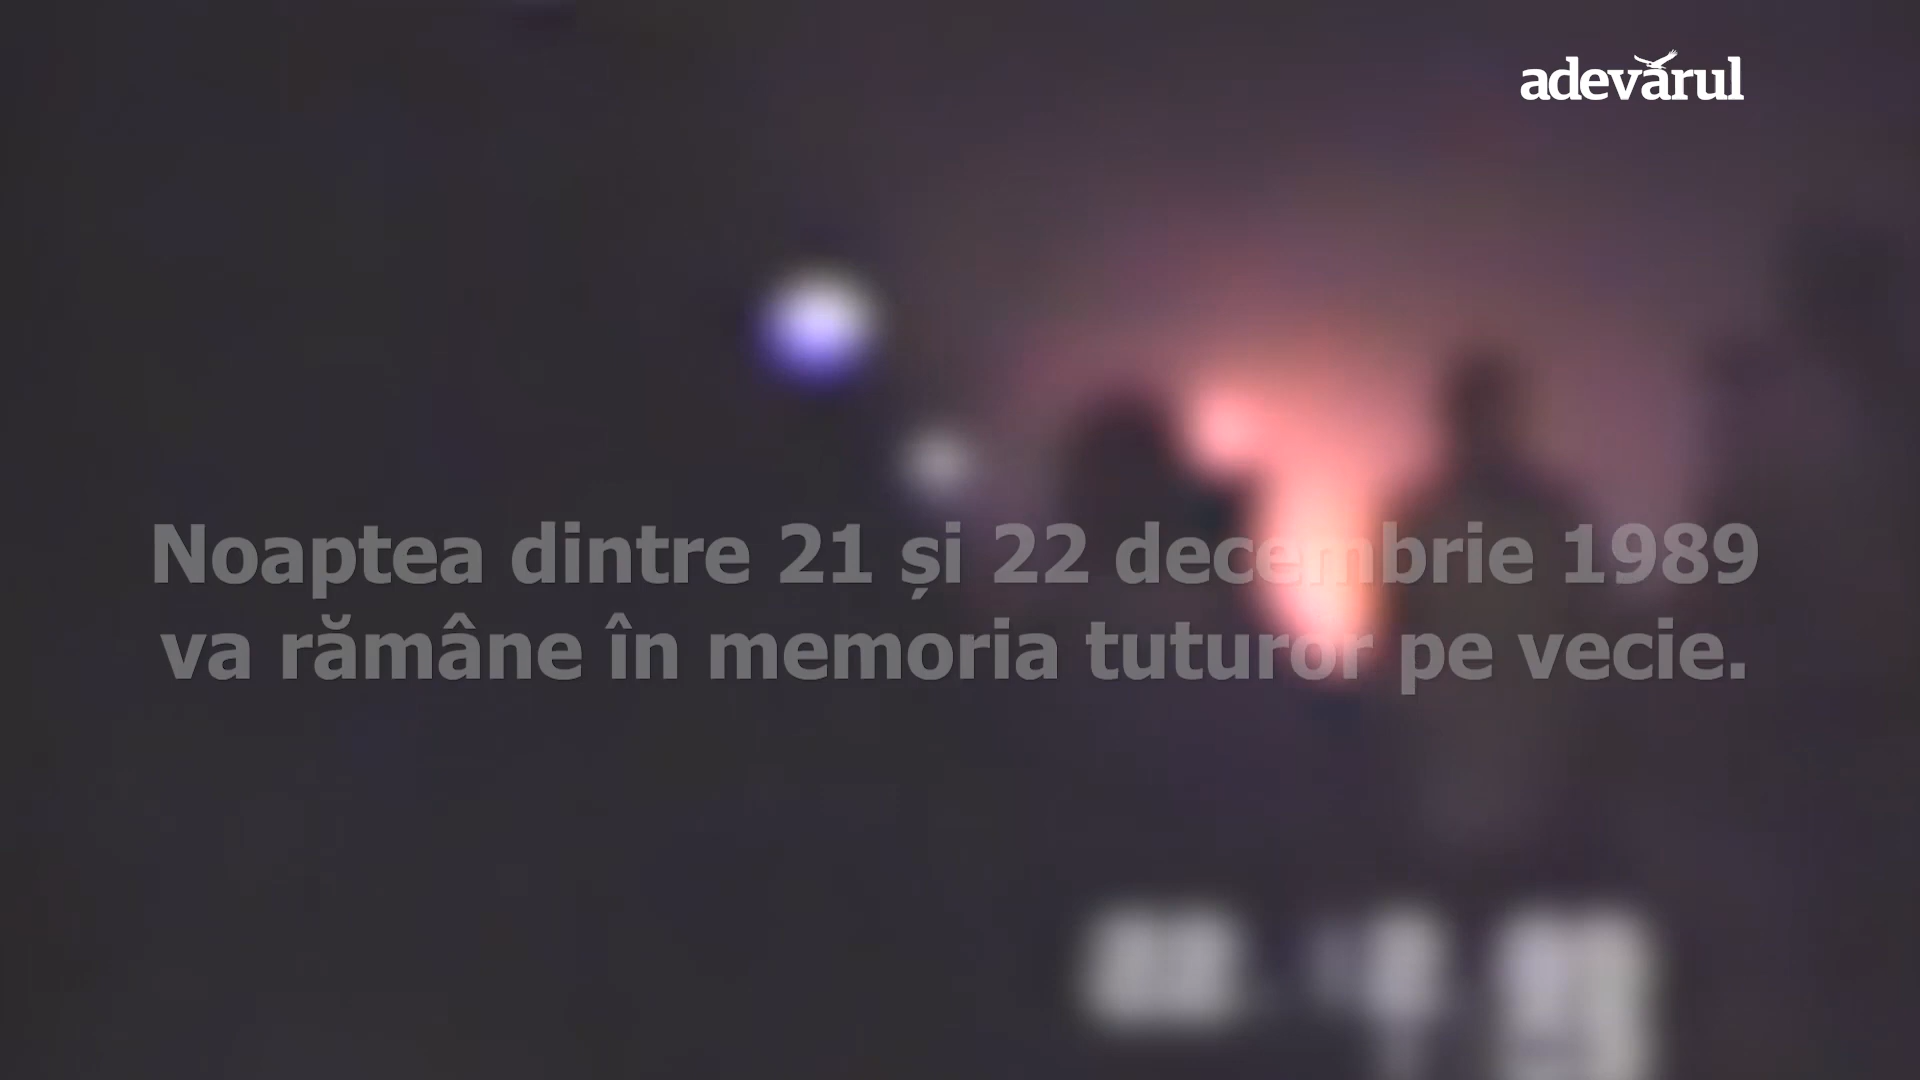 adevărul
Noaptea dintre 21 și 22 decembrie 1989
va rămâne în memoria tuturor pe vecie.